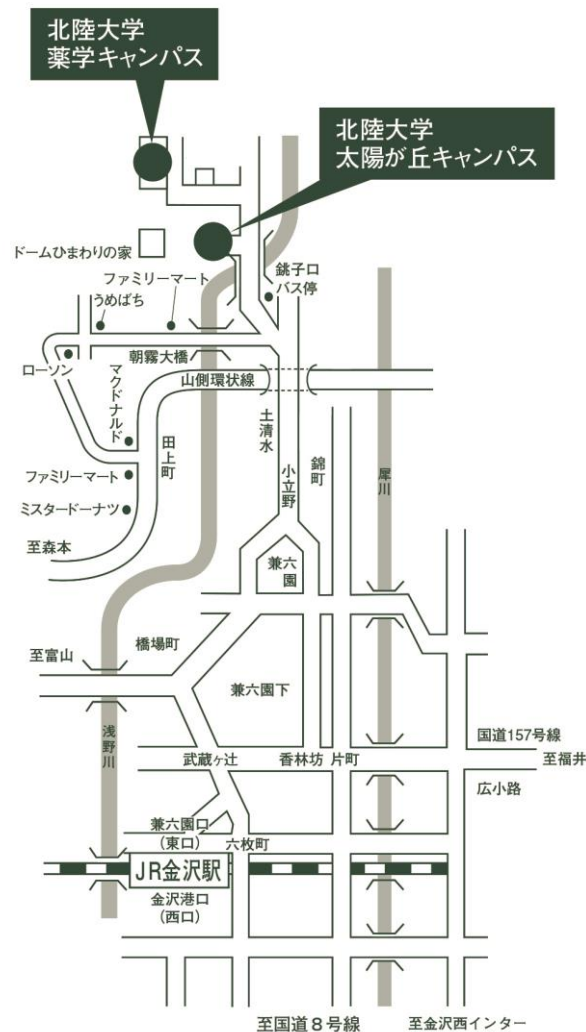 北陸大学
薬学キャンパス
北陸大学
太陽が丘キャンパス
ドームひまわりの家
ファミリーマート
うめばち
銚子口
バス停
ローソン
朝霧大橋
マクドナルド
山側環状線
田上町
土清水
小立野
錦町
犀川
ファミリーマート
ミスタードーナツ
至森本
兼六
園
橋場町
至富山
兼六園下
浅野川
武蔵ヶ辻
香林坊
片町
国道157号線
至福井
広小路
兼六園口
(東口)
六枚町
JR金沢駅
金沢港口
(西口)
至国道8号線
至金沢西インター